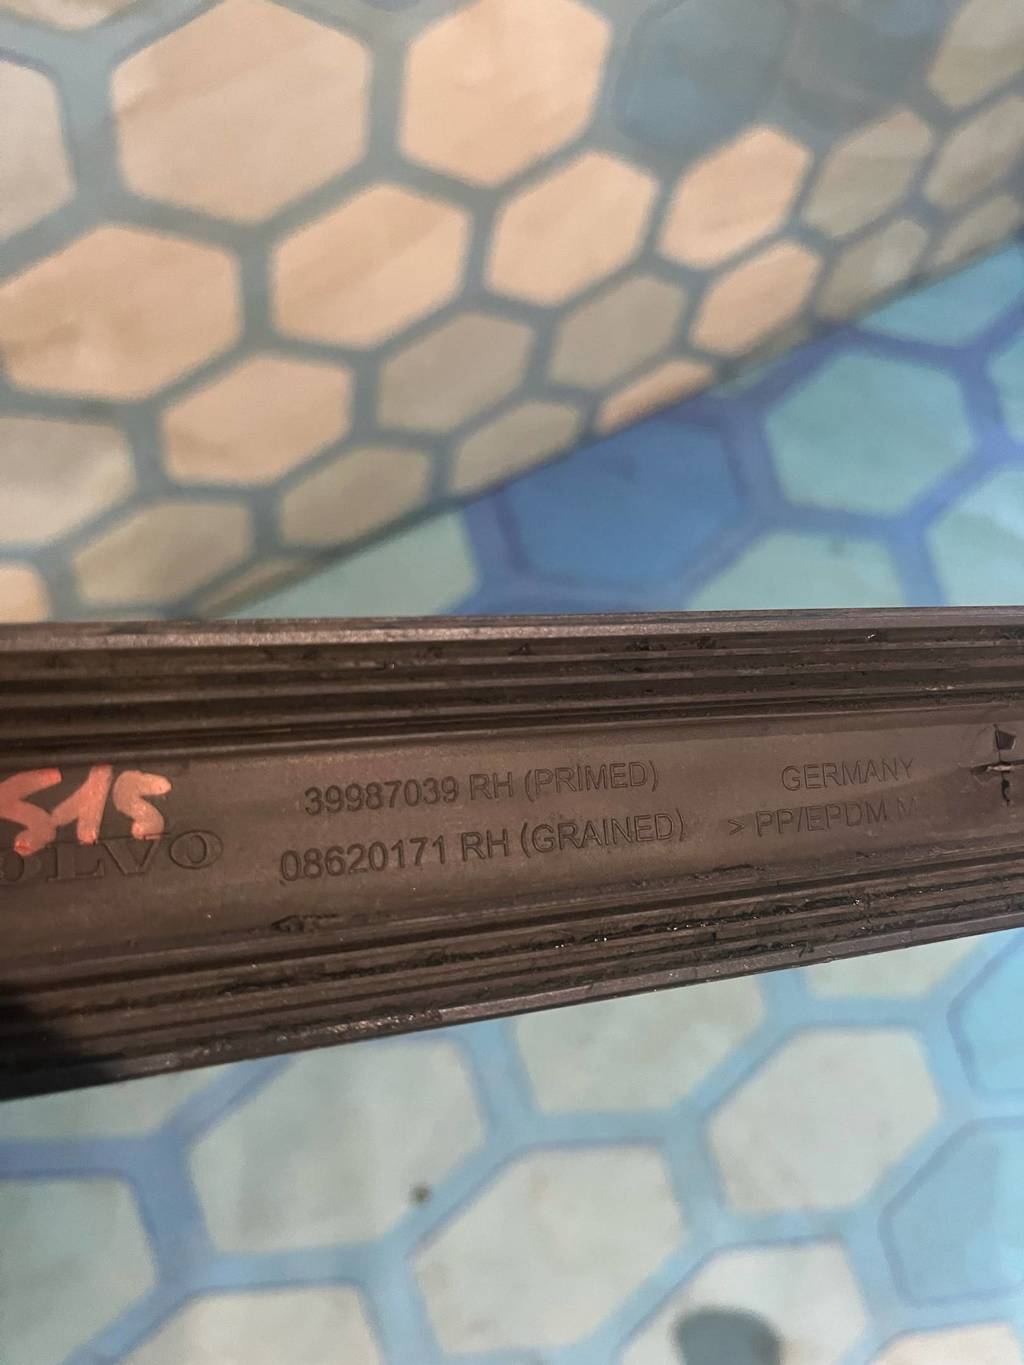 515
VOLVO
39987039 RH (PRIMED)
08620171 RH (GRAINED)
GERMANY
> PP/EPDM M